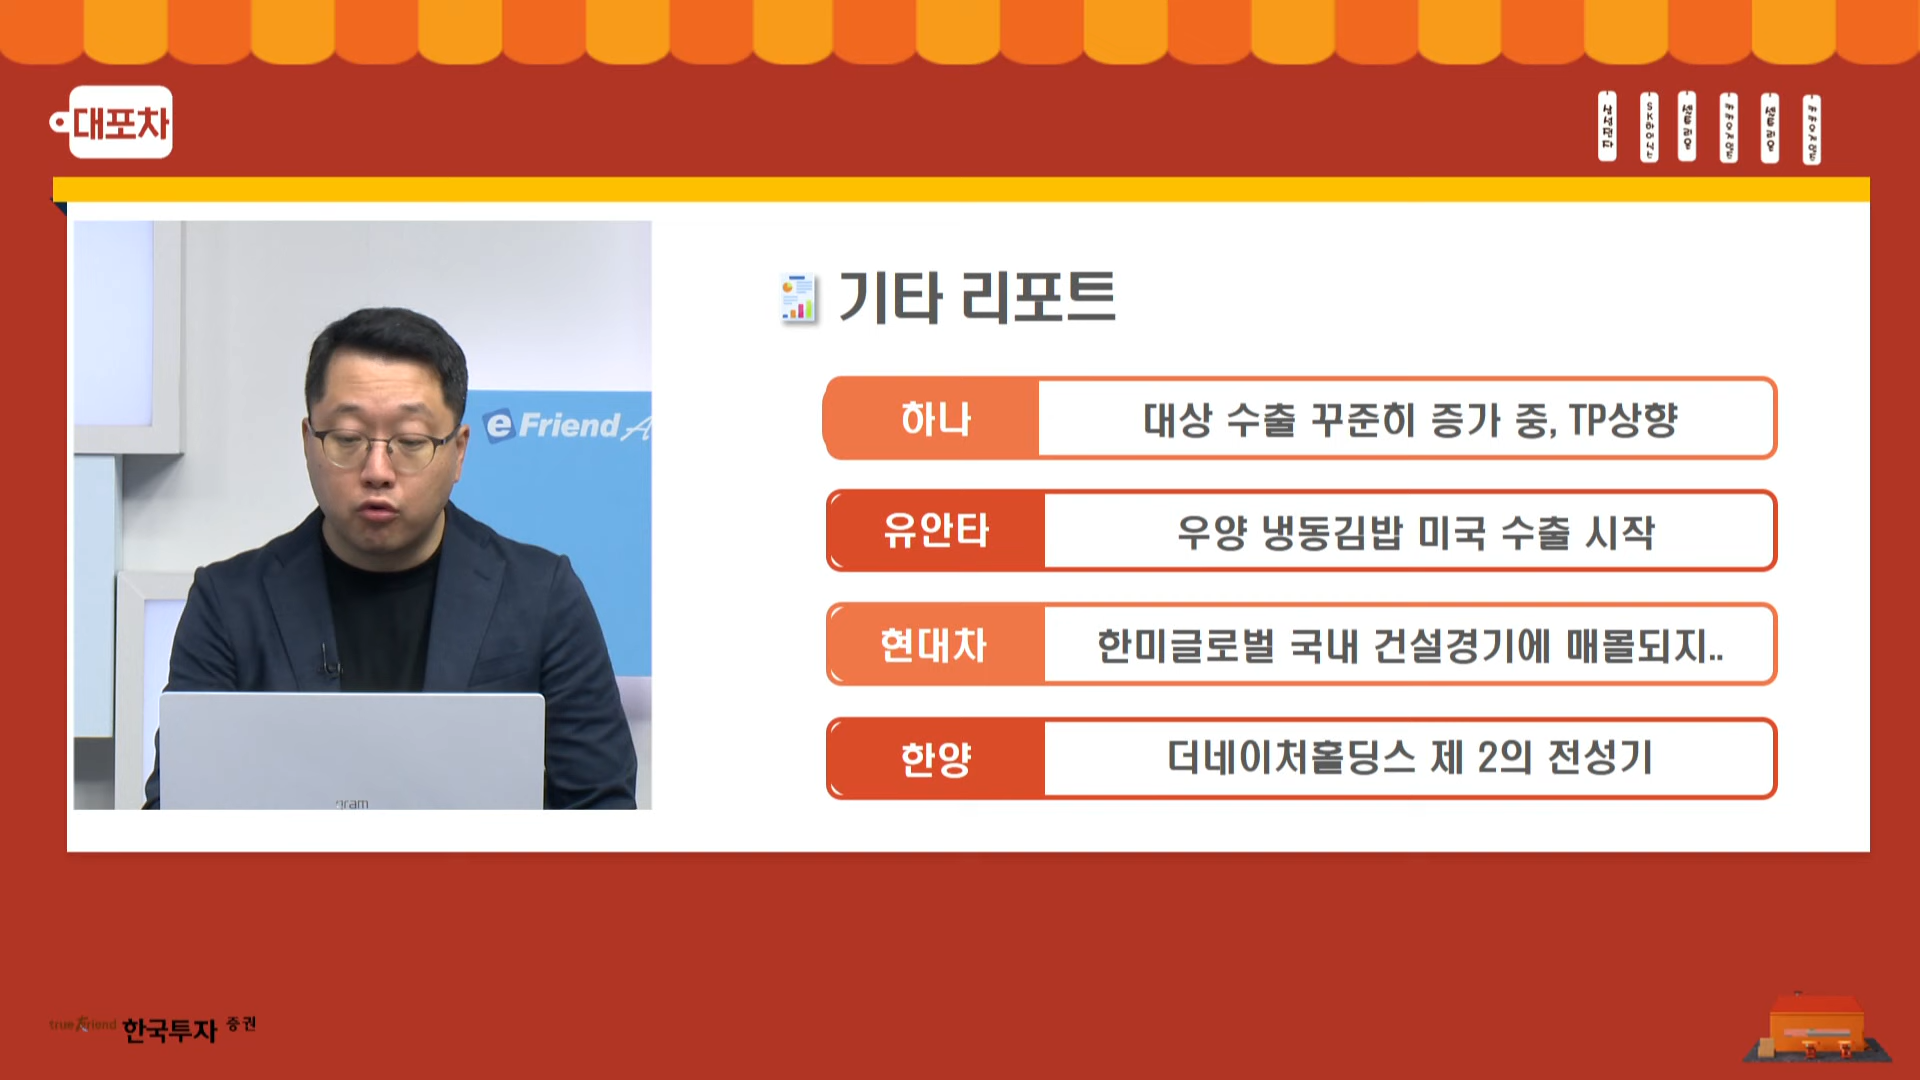 대포차
e Friend
기타 리포트
하나
대상 수출 꾸준히 증가 중, TP상향
유안타
우양 냉동김밥 미국 수출 시작
현대차
한미글로벌 국내 건설경기에 매몰되지..
한양
더네이처홀딩스 제 2의 전성기
gram
true Friend 한국투자 증권